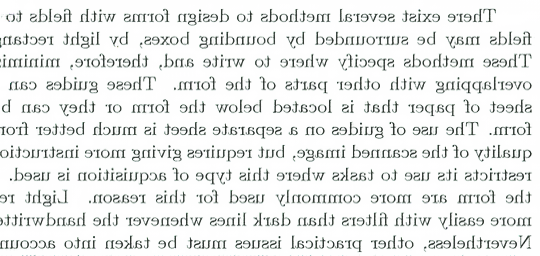 There exist several methods to design forms with fields to
fields may be surrounded by bounding boxes, by light rectang
These methods specify where to write and, therefore, minimi
overlapping with other parts of the form. These guides can
sheet of paper that is located below the form or they can b
form. The use of guides on a separate sheet is much better fro
quality of the scanned image, but requires giving more instructio
restricts its use to tasks where this type of acquisition is used.
the form are more commonly used for this reason. Light re
more easily with filters than dark lines whenever the handwritte
Nevertheless, other practical issues must be taken into accoun